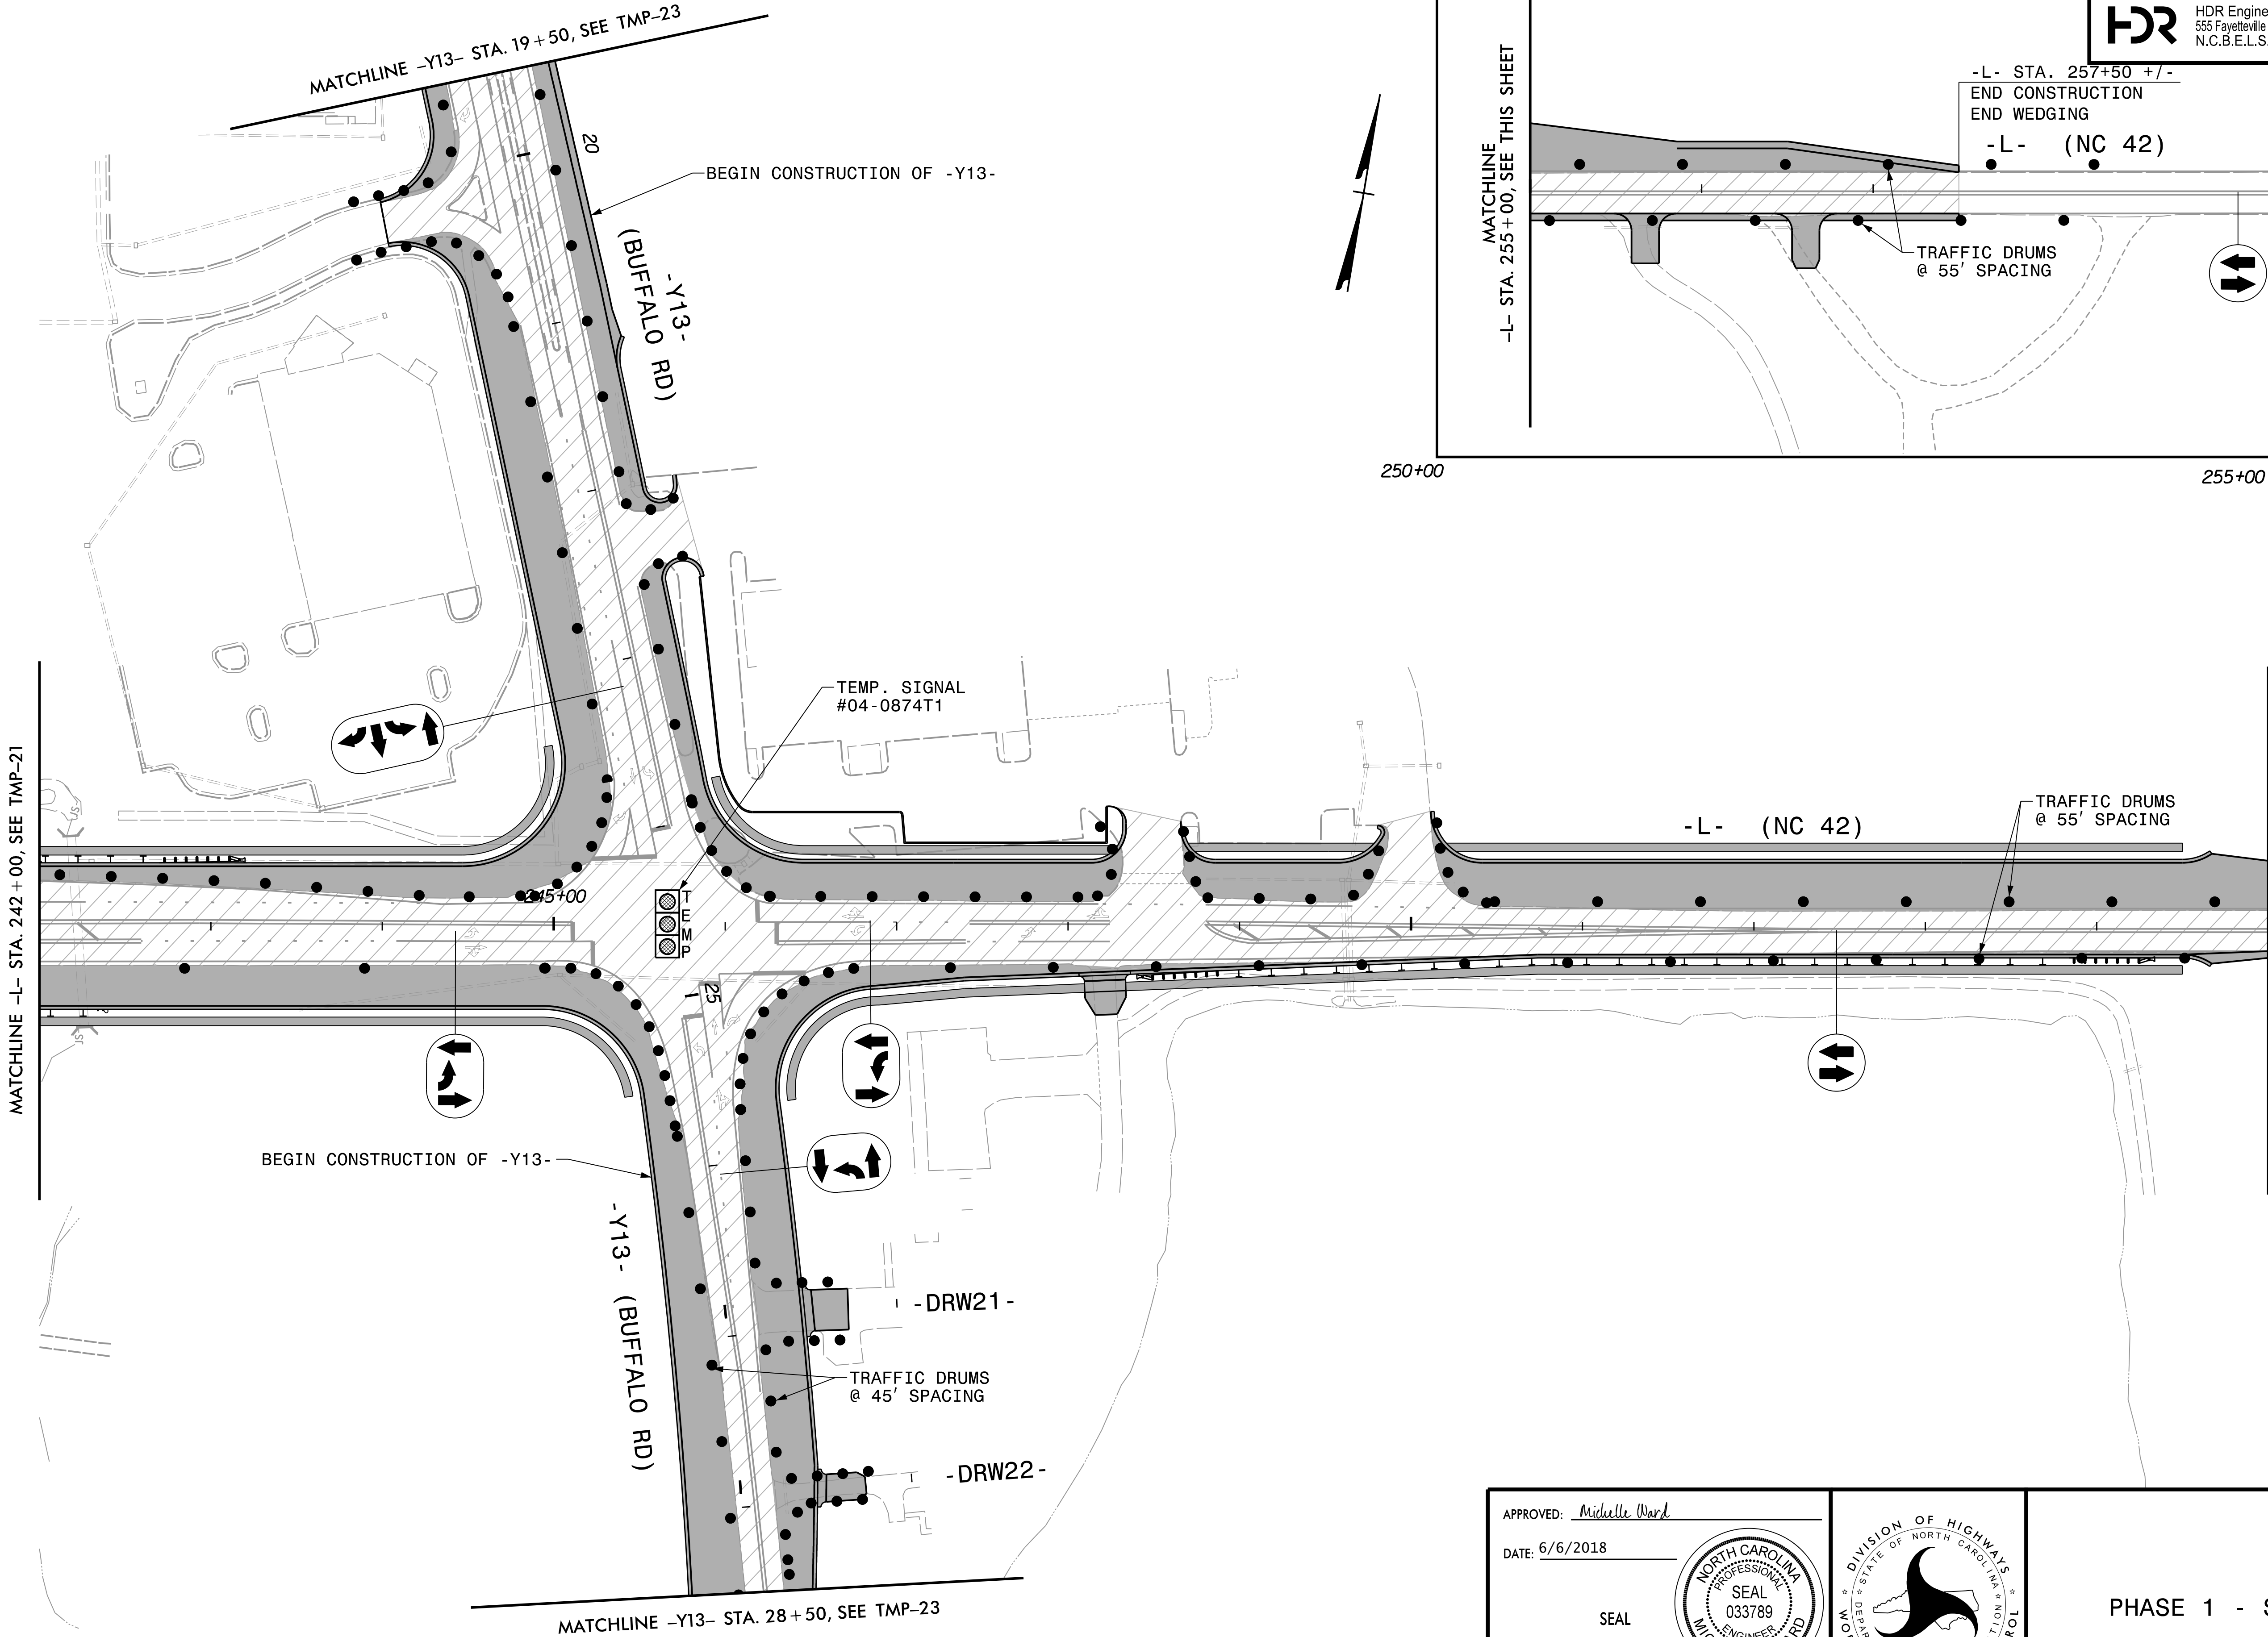 MATCHLINE –Y13– STA. 19+50, SEE TMP–23
HDR
HDR Engine
555 Fayetteville
N.C.B.E.L.S.
-L- STA. 257+50 +/-
END CONSTRUCTION
END WEDGING
-L- (NC 42)
MATCHLINE
–L– STA. 255+00, SEE THIS SHEET
TRAFFIC DRUMS
@ 55' SPACING
250+00
255+00
20
BEGIN CONSTRUCTION OF -Y13-
-Y13-
(BUFFALO RD)
TEMP. SIGNAL
#04-0874T1
MATCHLINE –L– STA. 242+00, SEE TMP–21
TRAFFIC DRUMS
@ 55' SPACING
-L- (NC 42)
245+00
TEMP
25
BEGIN CONSTRUCTION OF -Y13-
-Y13- (BUFFALO RD)
-DRW21-
TRAFFIC DRUMS
@ 45' SPACING
-DRW22-
MATCHLINE –Y13– STA. 28+50, SEE TMP–23
APPROVED: Michelle Ward
DATE: 6/6/2018
SEAL
NORTH CAROLINA
PROFESSIONAL
SEAL
033789
ENGINEER
DIVISION OF HIGHWAYS
STATE OF NORTH CAROLINA
PHASE 1 - S